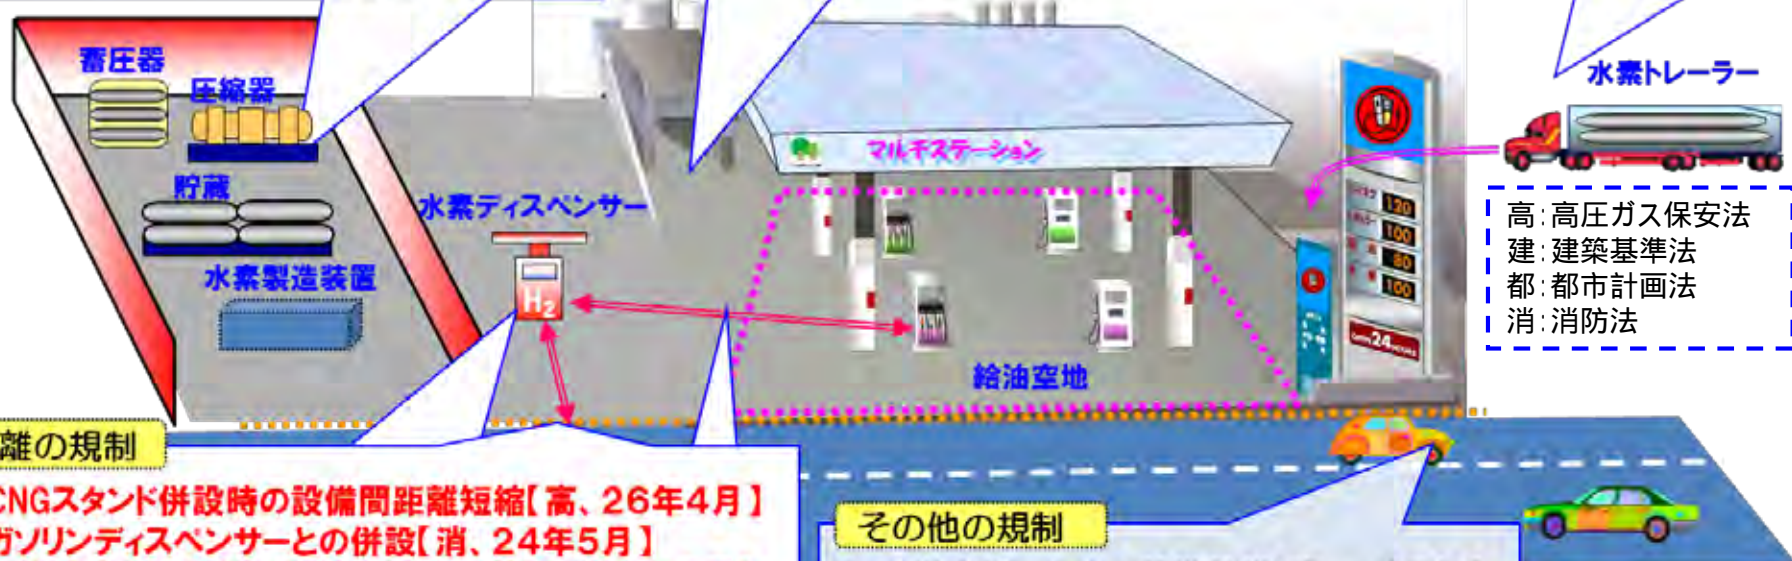 蓄圧器
圧縮器
貯蔵
水素製造装置
水素ディスペンサー
H2
マルチステーション
給油空地
120
100
80
100
24
水素トレーラー
高:高圧ガス保安法
建:建築基準法
都:都市計画法
消:消防法
離の規制
CNGスタンド併設時の設備間距離短縮【高、26年4月】
ガソリンディスペンサーとの併設【消、24年5月】
その他の規制